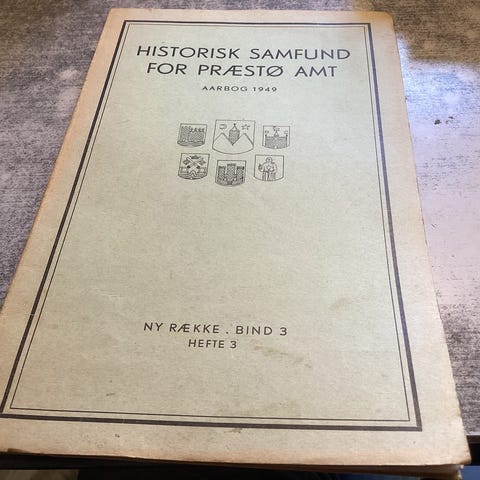 HISTORISK SAMFUND
FOR PRÆSTØ AMT
AARBOG 1949
NY RÆKKE . BIND 3
HEFTE 3